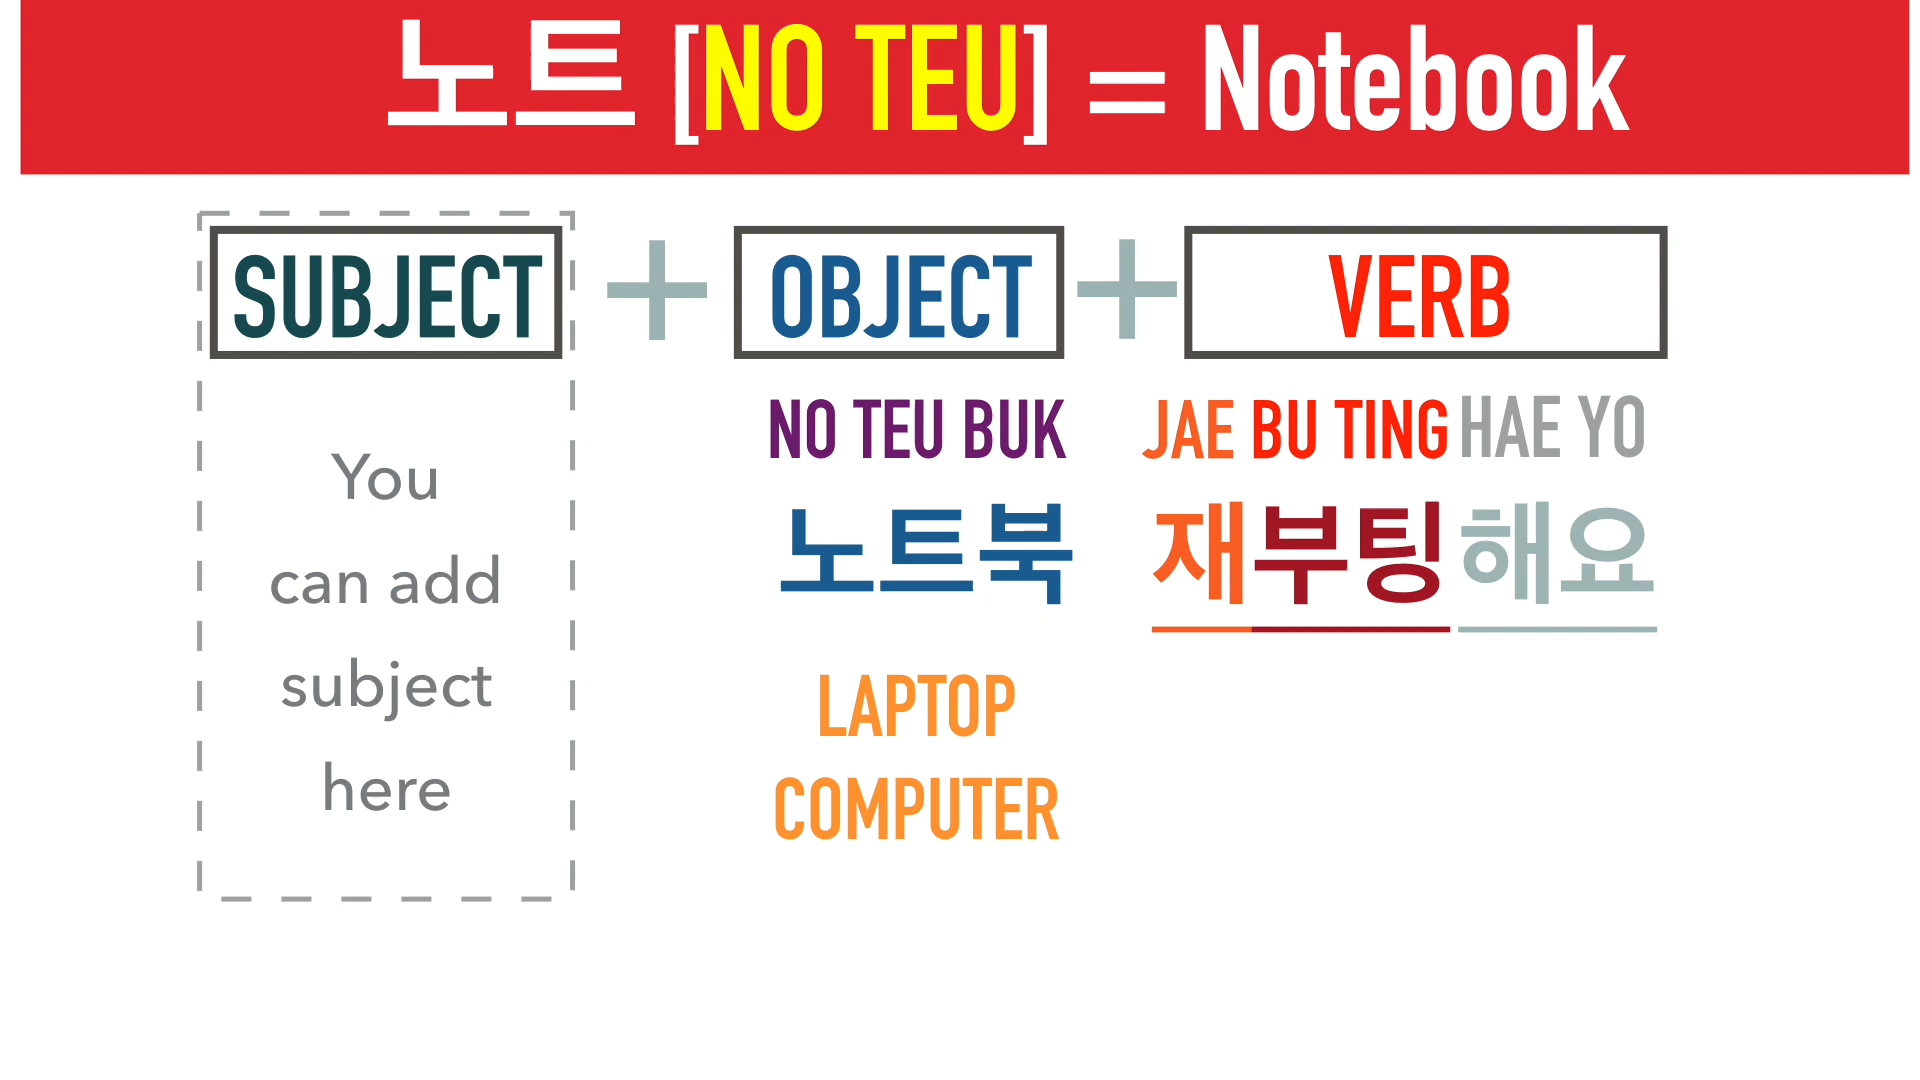 노트 [NO TEU] = Notebook
SUBJECT + OBJECT + VERB
You
can add
subject
here
NO TEU BUK
노트북
LAPTOP
COMPUTER
JAE BU TING HAE YO
재부팅해요